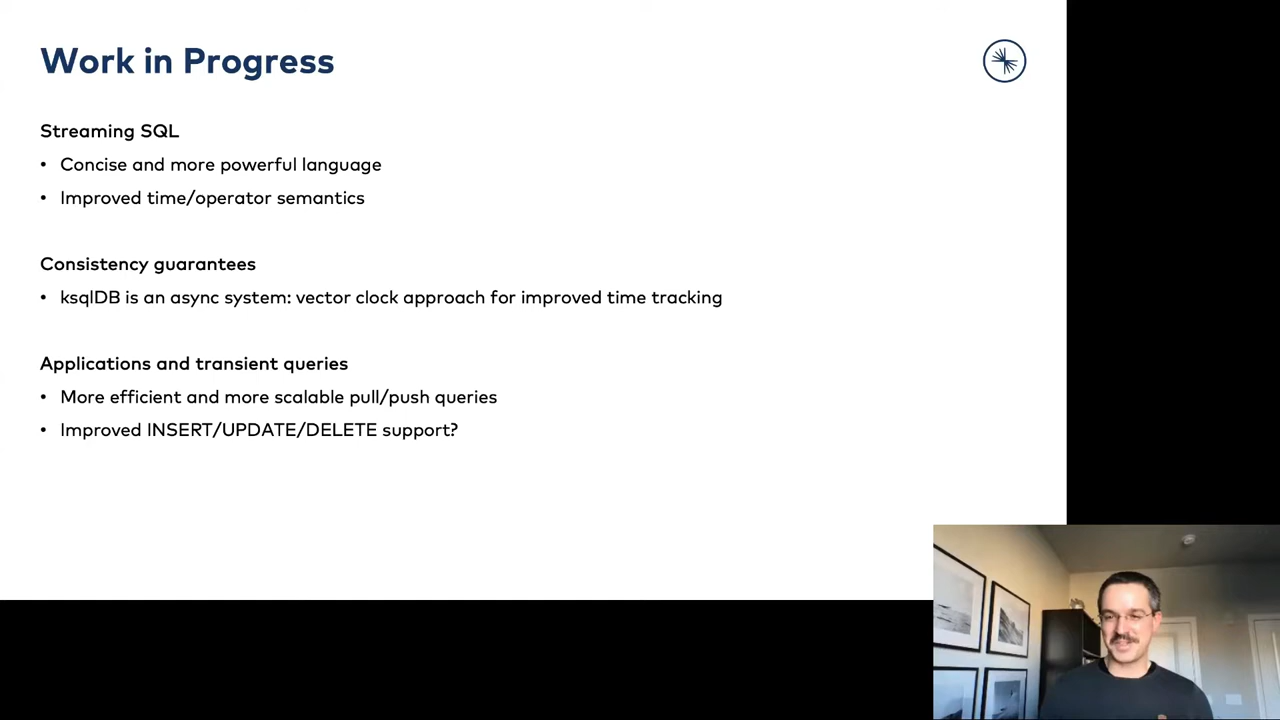 Work in Progress
Streaming SQL
• Concise and more powerful language
• Improved time/operator semantics
Consistency guarantees
• ksqlDB is an async system: vector clock approach for improved time tracking
Applications and transient queries
• More efficient and more scalable pull/push queries
• Improved INSERT/UPDATE/DELETE support?